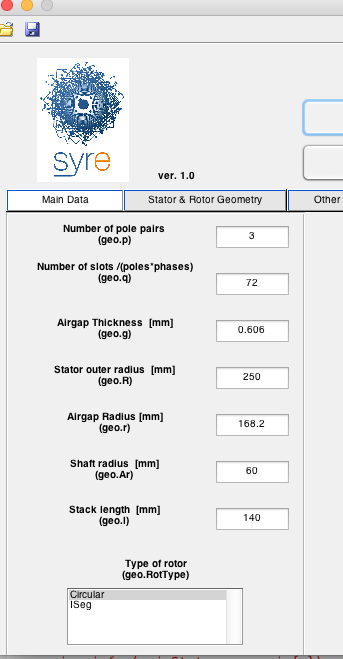 syre
ver. 1.0
Main Data
Stator & Rotor Geometry
Other
Number of pole pairs
(geo.p)
3
Number of slots /(poles*phases)
(geo.q)
72
Airgap Thickness [mm]
(geo.g)
0.606
Stator outer radius [mm]
(geo.R)
250
Airgap Radius [mm]
(geo.r)
168.2
Shaft radius [mm]
(geo.Ar)
60
Stack length [mm]
(geo.l)
140
Type of rotor
(geo.RotType)
Circular
ISeg